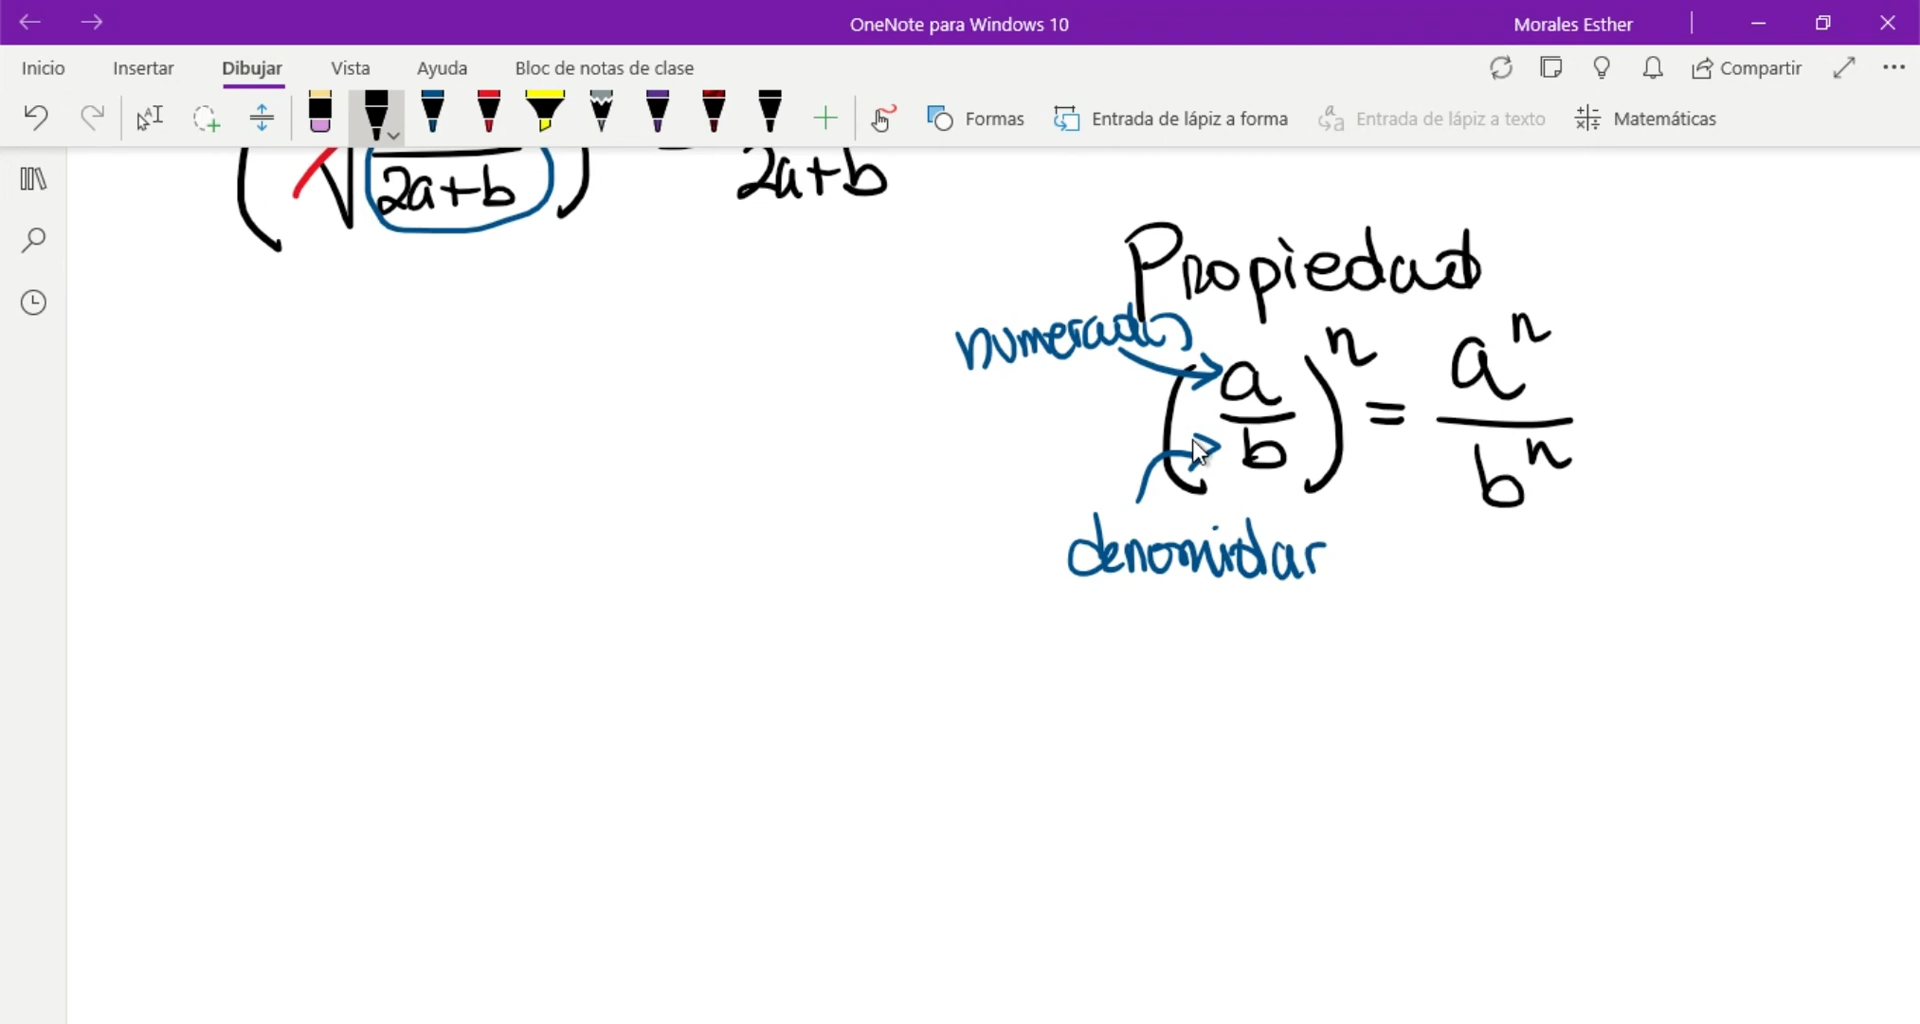 OneNote para Windows 10
Morales Esther
Inicio Insertar Dibujar Vista Ayuda Bloc de notas de clase
Compartir
Formas Entrada de lápiz a forma Entrada de lápiz a texto Matemáticas
2a+b
2a+b
Propiedad
numerador
(a/b)^n = a^n/b^n
denomidar